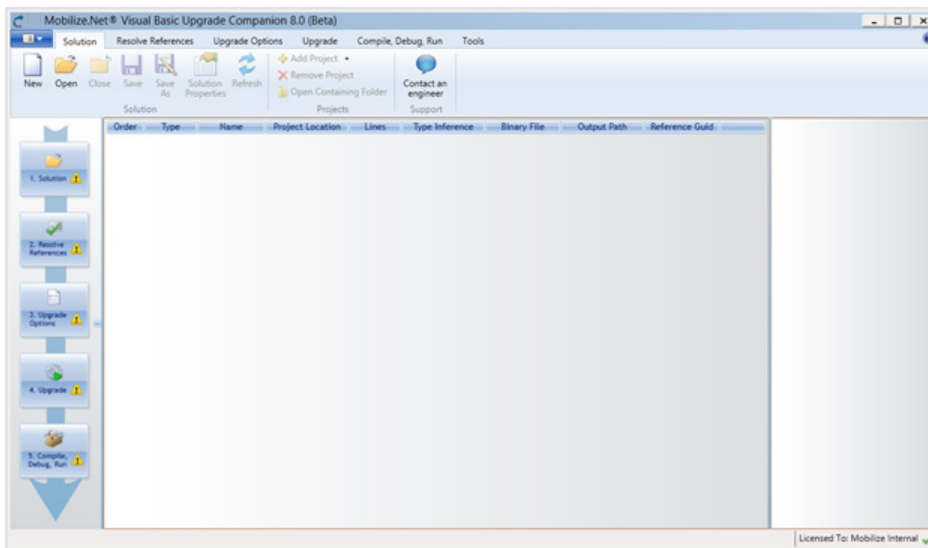 Mobilize.Net® Visual Basic Upgrade Companion 8.0 (Beta)
Solution Resolve References Upgrade Options Upgrade Compile, Debug, Run Tools
New Open Close Save Save As Solution Properties Refresh
Add Project
Remove Project
Open Containing Folder
Contact an engineer
Solution Projects Support
Order Type Name Project Location Lines Type Inference Binary File Output Path Reference Guid
1. Solution
2. Resolve
References
3. Upgrade
Options
4. Upgrade
5. Compile,
Debug, Run
Licensed To: Mobilize Internal